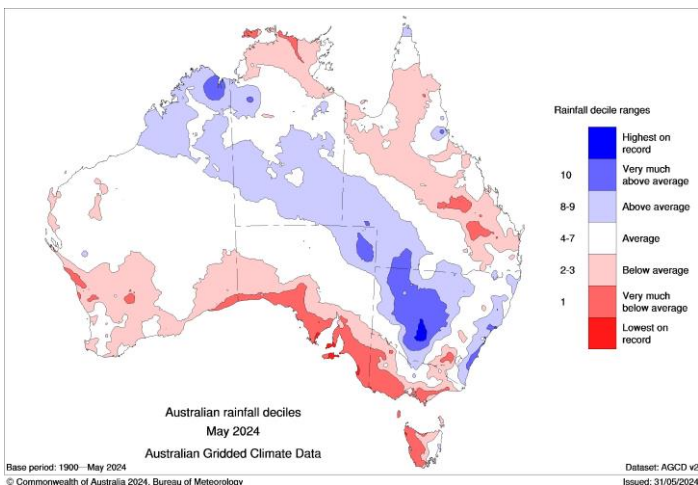 Rainfall decile ranges
Highest on
record
10
Very much
above average
8-9
Above average
4-7
Average
2-3
Below average
1
Very much
below average
Lowest on
record
Australian rainfall deciles
May 2024
Australian Gridded Climate Data
Base period: 1900—May 2024
Dataset: AGCD v2
© Commonwealth of Australia 2024, Bureau of Meteorology
Issued: 31/05/2024